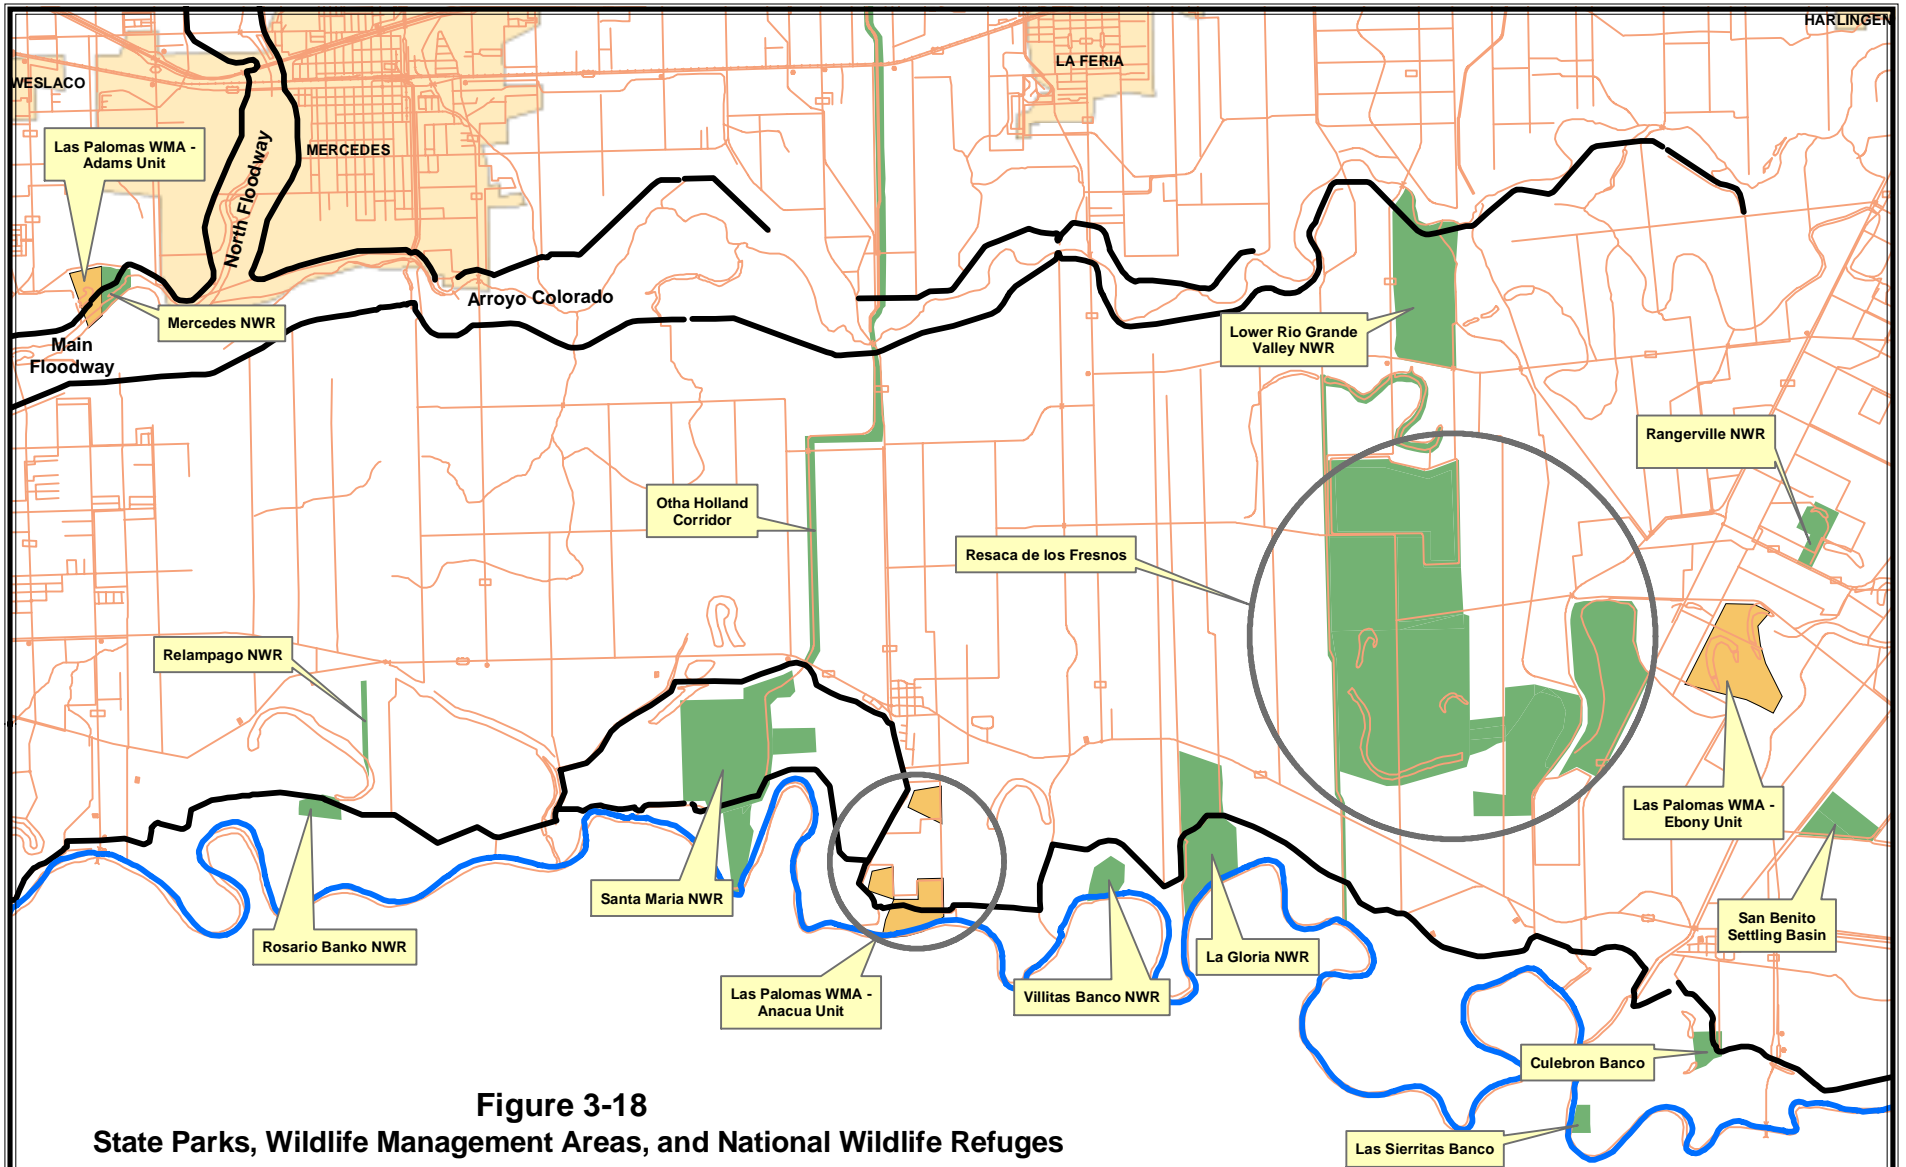 HARLINGEN
WESLACO
LA FERIA
MERCEDES
Las Palomas WMA -
Adams Unit
North Floodway
Arroyo Colorado
Mercedes NWR
Main
Floodway
Lower Rio Grande
Valley NWR
Rangerville NWR
Otha Holland
Corridor
Resaca de los Fresnos
Relampago NWR
Las Palomas WMA -
Ebony Unit
Santa Maria NWR
San Benito
Settling Basin
Rosario Banko NWR
La Gloria NWR
Las Palomas WMA -
Anacua Unit
Villitas Banco NWR
Culebron Banco
Las Sierritas Banco
Figure 3-18
State Parks, Wildlife Management Areas, and National Wildlife Refuges